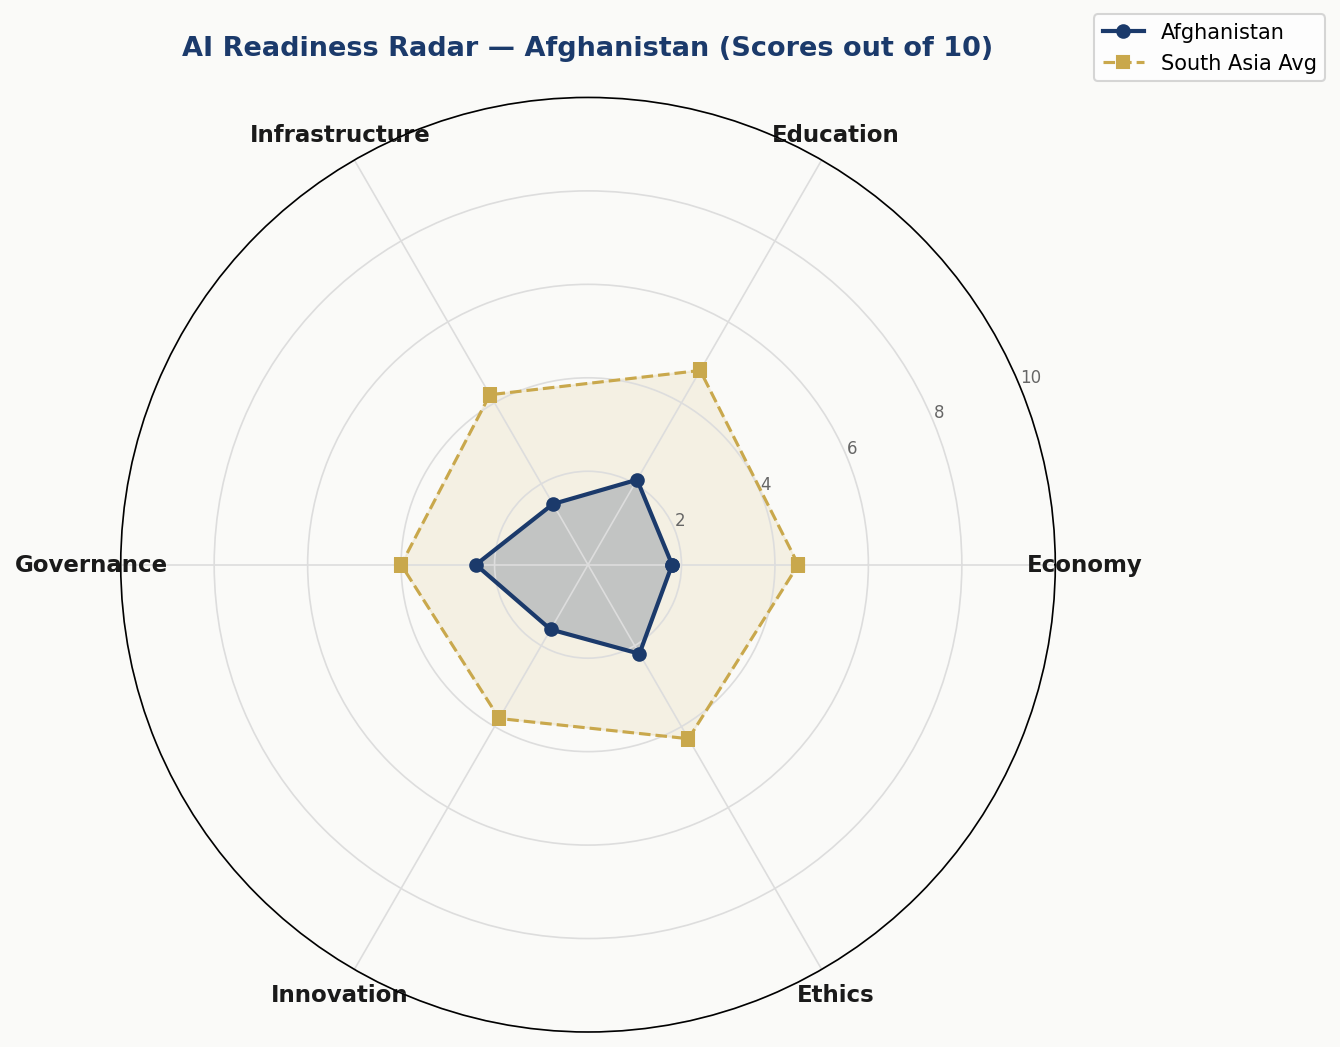 AI Readiness Radar — Afghanistan (Scores out of 10)
Afghanistan
South Asia Avg
Infrastructure
Education
10
8
6
4
2
Governance
Economy
Innovation
Ethics